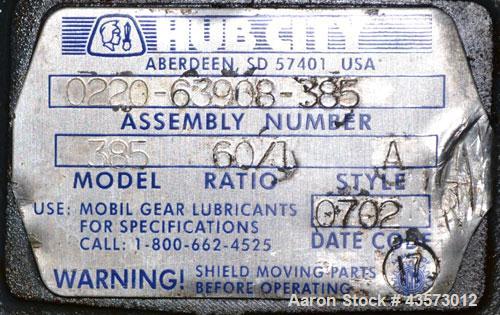 HUB CITY
ABERDEEN, SD 57401 USA
0220-63908-385
ASSEMBLY NUMBER
385 60/1 A
MODEL RATIO STYLE
USE: MOBIL GEAR LUBRICANTS
FOR SPECIFICATIONS
CALL: 1-800-662-4525
0702
DATE CODE
17
WARNING! SHIELD MOVING PARTS
BEFORE OPERATING
Aaron Stock # 43573012